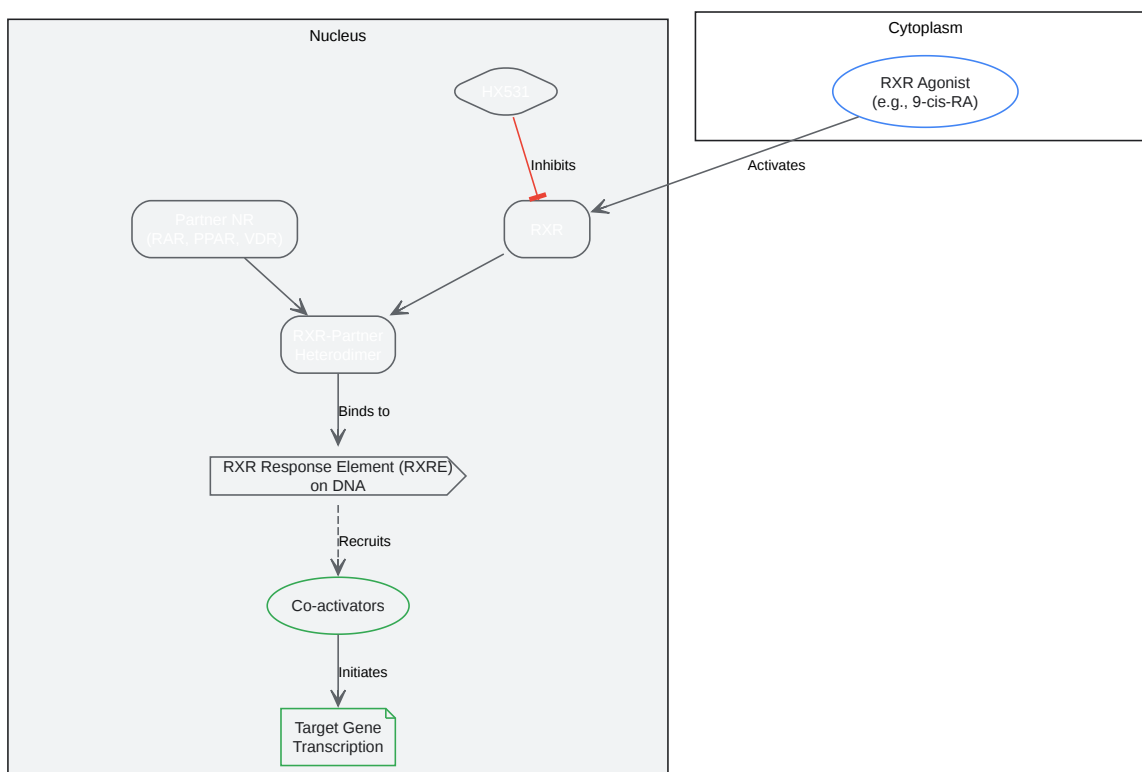 Nucleus
Cytoplasm
HX531
RXR Agonist
(e.g., 9-cis-RA)
Inhibits
Activates
Partner NR
(RAR, PPAR, VDR)
RXR
RXR-Partner
Heterodimer
Binds to
RXR Response Element (RXRE)
on DNA
Recruits
Co-activators
Initiates
Target Gene
Transcription